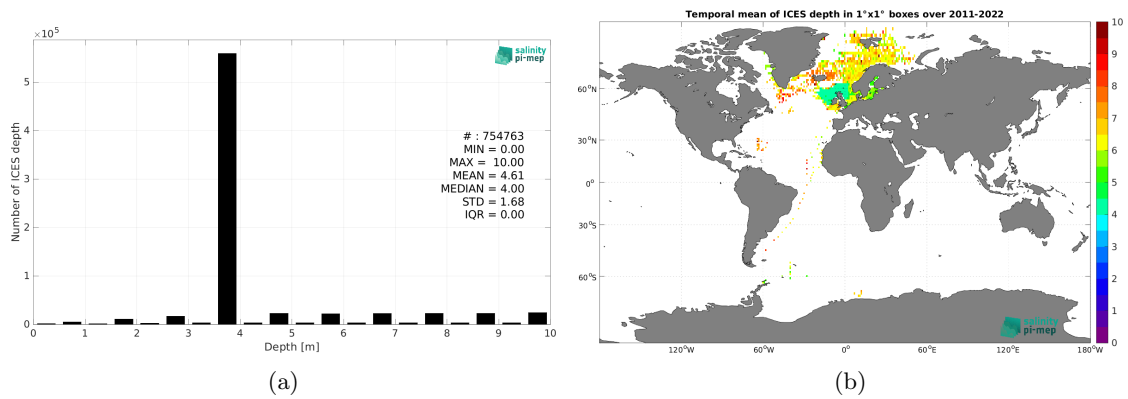 ×10⁵
salinity
pi-mep
5
4
3
2
1
0
Number of ICES depth
# : 754763
MIN = 0.00
MAX = 10.00
MEAN = 4.61
MEDIAN = 4.00
STD = 1.68
IQR = 0.00
0 1 2 3 4 5 6 7 8 9 10
Depth [m]
(a)
Temporal mean of ICES depth in 1°x1° boxes over 2011-2022
60°N
30°N
0°
30°S
60°S
120°W 60°W 0° 60°E 120°E 180°W
salinity
pi-mep
10
9
8
7
6
5
4
3
2
1
0
(b)